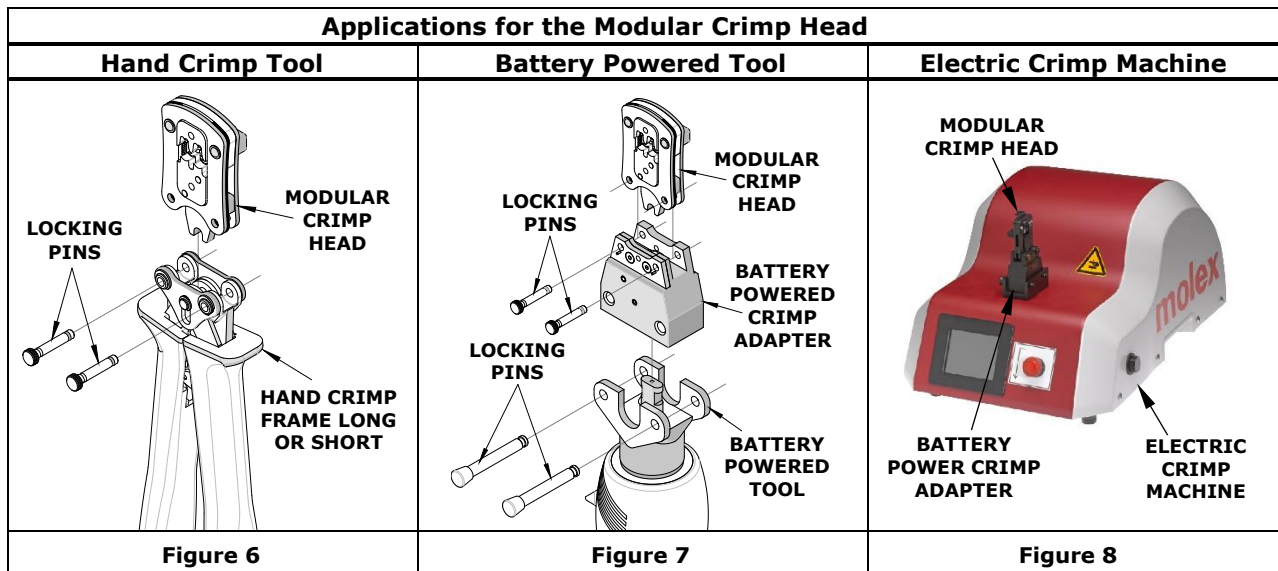 Applications for the Modular Crimp Head
Hand Crimp Tool
Battery Powered Tool
Electric Crimp Machine
MODULAR
CRIMP
HEAD
LOCKING
PINS
HAND CRIMP
FRAME LONG
OR SHORT
MODULAR
CRIMP
HEAD
LOCKING
PINS
BATTERY
POWERED
CRIMP
ADAPTER
LOCKING
PINS
BATTERY
POWERED
TOOL
MODULAR
CRIMP HEAD
molex
BATTERY
POWER CRIMP
ADAPTER
ELECTRIC
CRIMP
MACHINE
Figure 6
Figure 7
Figure 8